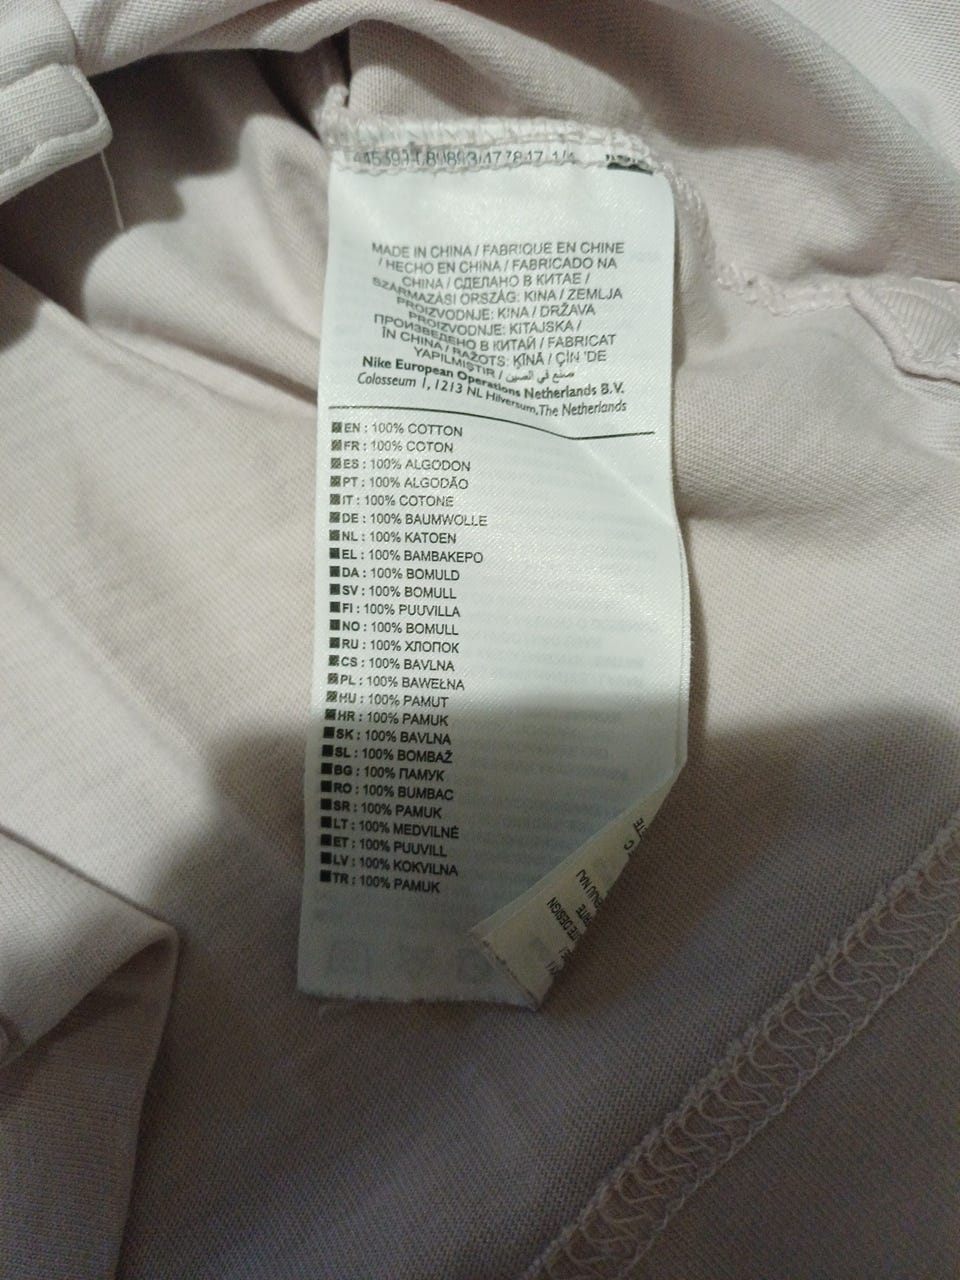 MADE IN CHINA / FABRIQUE EN CHINE
/ HECHO EN CHINA / FABRICADO NA
CHINA / СДЕЛАНО В КИТАЕ /
SZÁRMAZÁSI ORSZÁG: KINA / ZEMLJA
PROIZVODNJE: KINA / DRŽAVA
PROIZVODNJE: KITAJSKA /
ПРОИЗВЕДЕНО В КИТАЙ / FABRICAT
ÎN CHINA / RAŽOTS: ĶĪNĀ / ÇİN 'DE
YAPILMIŞTIR / صنع في الصين
Nike European Operations Netherlands B.V.
Colosseum 1, 1213 NL Hilversum, The Netherlands
EN : 100% COTTON
FR : 100% COTON
ES : 100% ALGODON
PT : 100% ALGODÃO
IT : 100% COTONE
DE : 100% BAUMWOLLE
NL : 100% KATOEN
EL : 100% ΒΑΜΒΑΚΕΡΟ
DA : 100% BOMULD
SV : 100% BOMULL
FI : 100% PUUVILLA
NO : 100% BOMULL
RU : 100% ХЛОПОК
CS : 100% BAVLNA
PL : 100% BAWEŁNA
HU : 100% PAMUT
HR : 100% PAMUK
SK : 100% BAVLNA
SL : 100% BOMBAŽ
BG : 100% ПАМУК
RO : 100% BUMBAC
SR : 100% PAMUK
LT : 100% MEDVILNĖ
ET : 100% PUUVILL
LV : 100% KOKVILNA
TR : 100% PAMUK
DESIGN
NAJ